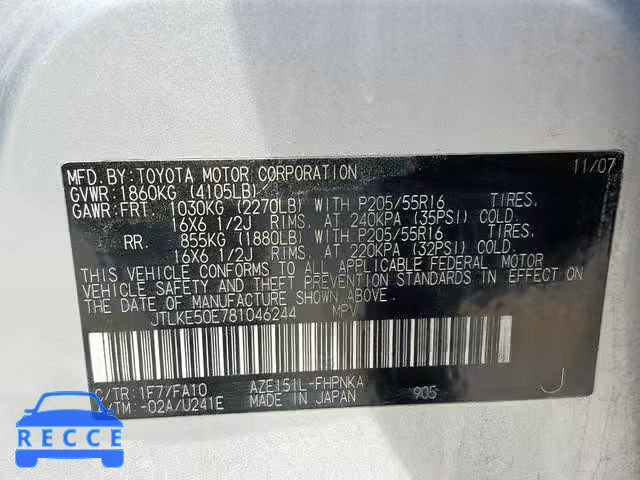 MFD. BY: TOYOTA MOTOR CORPORATION 11/07
GVWR: 1860KG (4105LB)
GAWR: FRT. 1030KG (2270LB) WITH P205/55R16 TIRES,
16X6 1/2J RIMS, AT 240KPA (35PSI) COLD.
RR. 855KG (1880LB) WITH P205/55R16 TIRES,
16X6 1/2J RIMS, AT 220KPA (32PSI) COLD.
THIS VEHICLE CONFORMS TO ALL APPLICABLE FEDERAL MOTOR
VEHICLE SAFETY AND THEFT PREVENTION STANDARDS IN EFFECT ON
THE DATE OF MANUFACTURE SHOWN ABOVE.
JTLKE50E781046244 MPV
C/TR: 1F7/FA10 AZE151L-FHPNKA
A/TM: -02A/U241E MADE IN JAPAN 905 J
RECCE